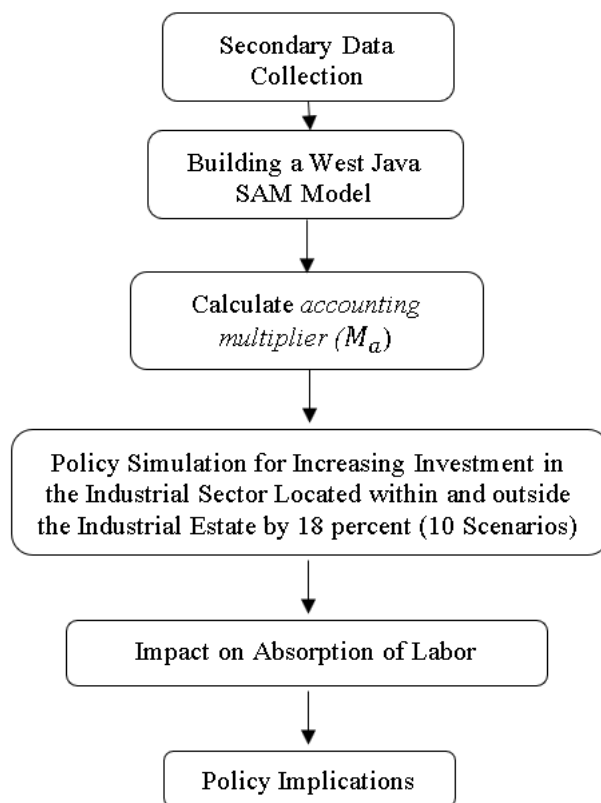 Secondary Data
Collection
Building a West Java
SAM Model
Calculate accounting
multiplier (Mₐ)
Policy Simulation for Increasing Investment in
the Industrial Sector Located within and outside
the Industrial Estate by 18 percent (10 Scenarios)
Impact on Absorption of Labor
Policy Implications